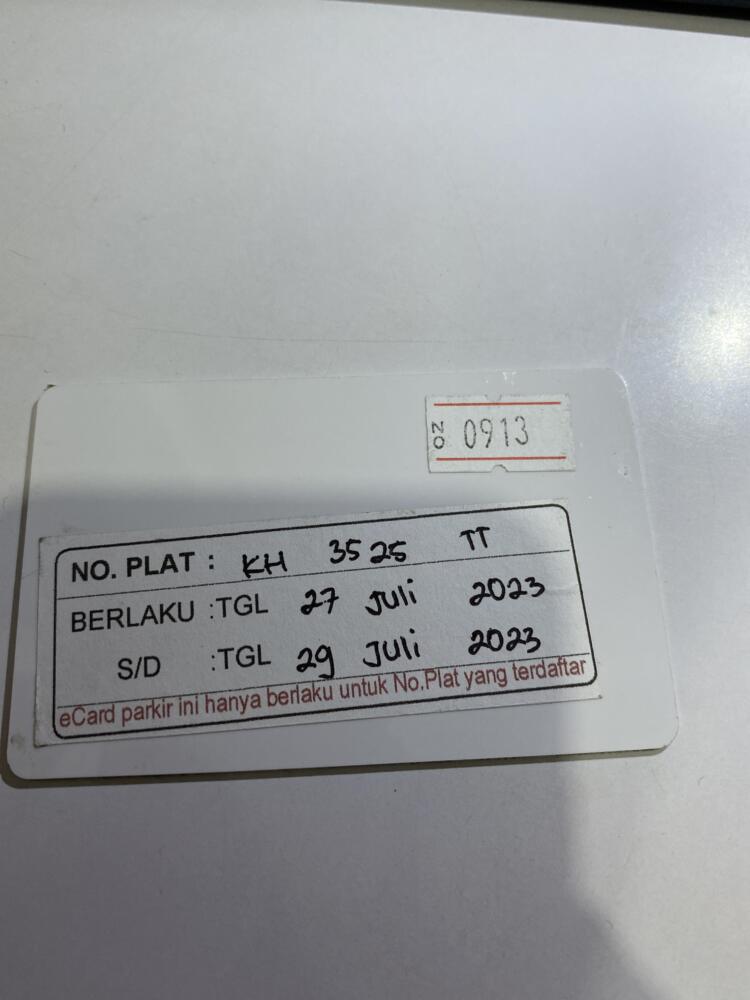 NO 0913
NO. PLAT : KH 3525 TT
BERLAKU :TGL 27 Juli 2023
S/D :TGL 29 Juli 2023
eCard parkir ini hanya berlaku untuk No.Plat yang terdaftar